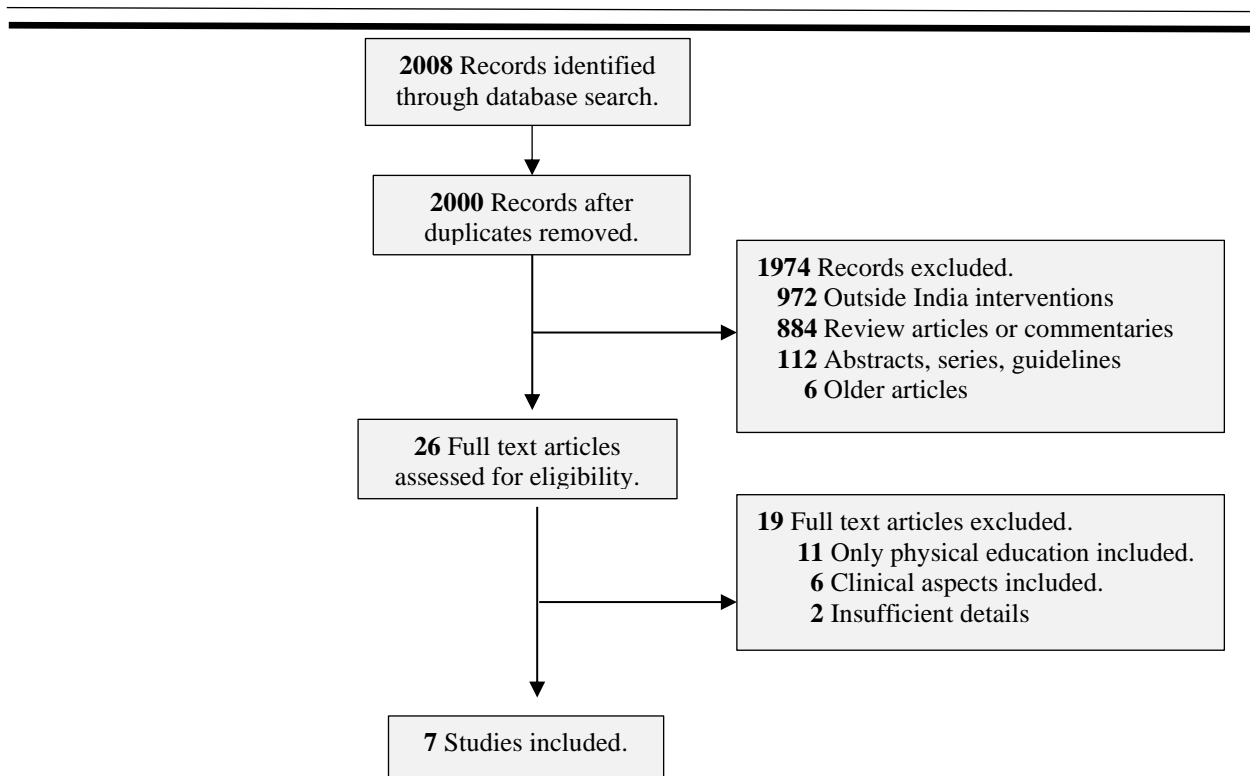 2008 Records identified
through database search.
2000 Records after
duplicates removed.
1974 Records excluded.
972 Outside India interventions
884 Review articles or commentaries
112 Abstracts, series, guidelines
6 Older articles
26 Full text articles
assessed for eligibility.
19 Full text articles excluded.
11 Only physical education included.
6 Clinical aspects included.
2 Insufficient details
7 Studies included.